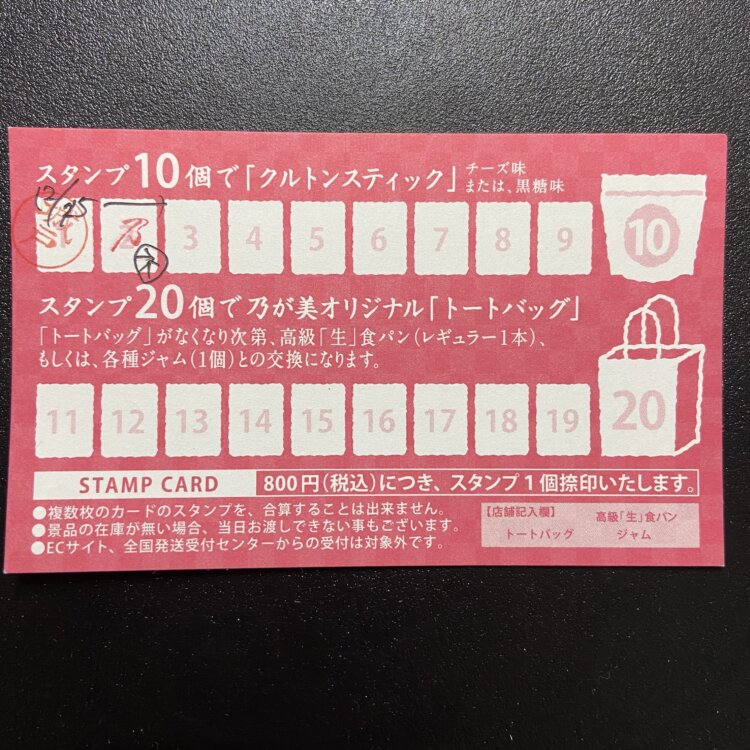 スタンプ10個で「クルトンスティック」チーズ味
または、黒糖味
12/25
乃
3 4 5 6 7 8 9 10
スタンプ20個で乃が美オリジナル「トートバッグ」
「トートバッグ」がなくなり次第、高級「生」食パン(レギュラー1本)、
もしくは、各種ジャム(1個)との交換になります。
11 12 13 14 15 16 17 18 19 20
STAMP CARD 800円(税込)につき、スタンプ1個捺印いたします。
●複数枚のカードのスタンプを、合算することは出来ません。
●景品の在庫が無い場合、当日お渡しできない事もございます。
●ECサイト、全国発送受付センターからの受付は対象外です。
【店舗記入欄】 高級「生」食パン
トートバッグ ジャム